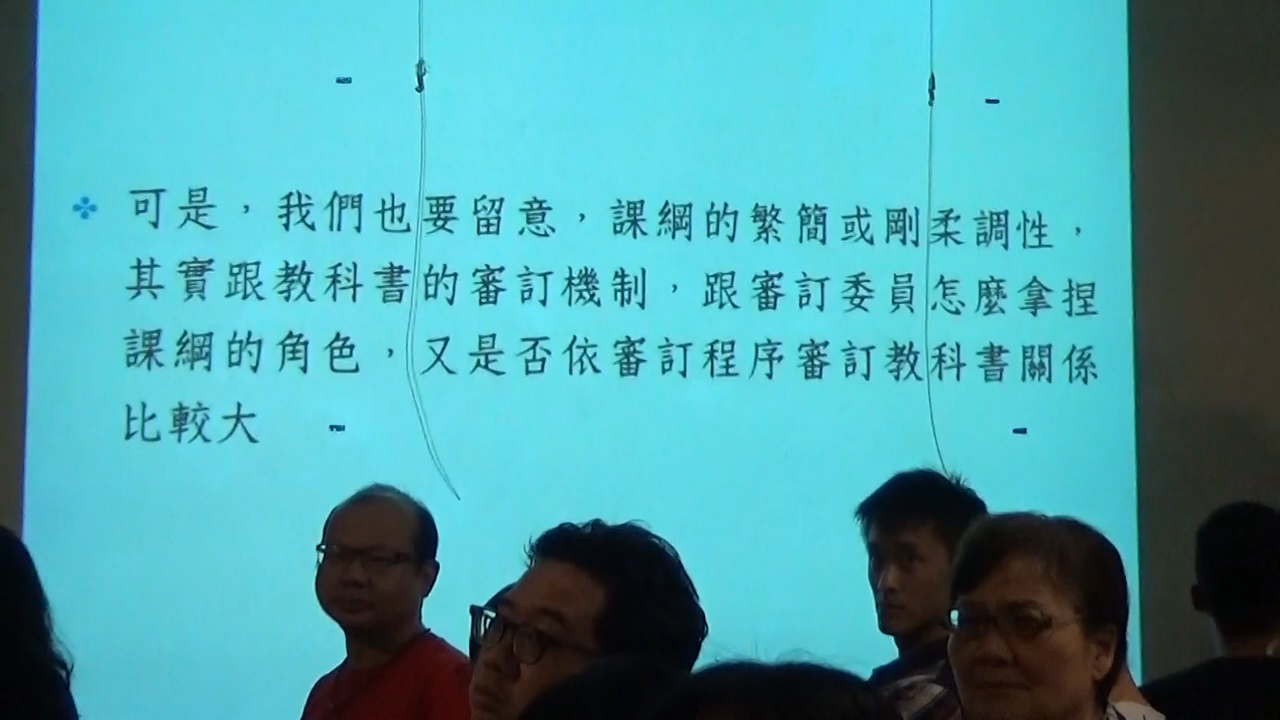 可是，我們也要留意，課綱的繁簡或剛柔調性，
其實跟教科書的審訂機制，跟審訂委員怎麼拿捏
課綱的角色，又是否依審訂程序審訂教科書關係
比較大